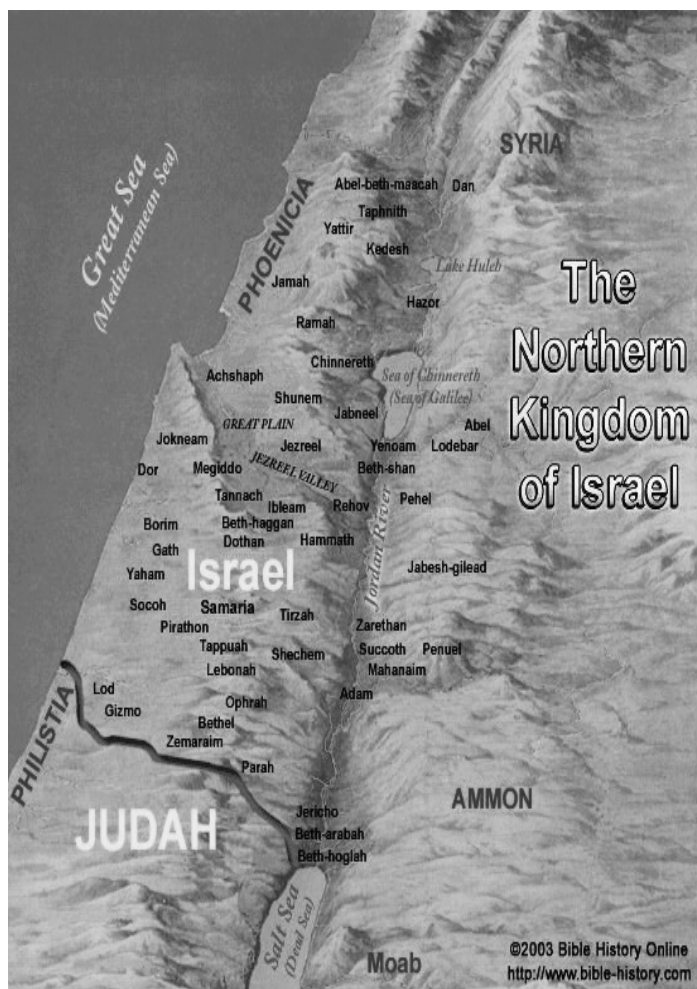 SYRIA
Great Sea
(Mediterranean Sea)
PHOENICIA
Abel-beth-maacah
Dan
Taphnith
Yattir
Kedesh
Lake Huleh
Jamah
Hazor
The
Northern
Kingdom
of Israel
Ramah
Chinnereth
Achshaph
Sea of Chinnereth
(Sea of Galilee)
Shunem
Jabneel
GREAT PLAIN
Abel
Jokneam
Jezreel
Yenoam
Lodebar
Dor
Megiddo
JEZREEL VALLEY
Beth-shan
Tannach
Ibleam
Rehov
Pehel
Borim
Beth-haggan
Dothan
Hammath
Jordan River
Gath
Yaham
Israel
Jabesh-gilead
Socoh
Samaria
Tirzah
Pirathon
Zarethan
Tappuah
Shechem
Succoth
Penuel
Lebonah
Mahanaim
Lod
Gizmo
Ophrah
Adam
Bethel
PHILISTIA
Zemaraim
Parah
AMMON
JUDAH
Jericho
Beth-arabah
Beth-hoglah
Salt Sea
(Dead Sea)
Moab
©2003 Bible History Online
http://www.bible-history.com